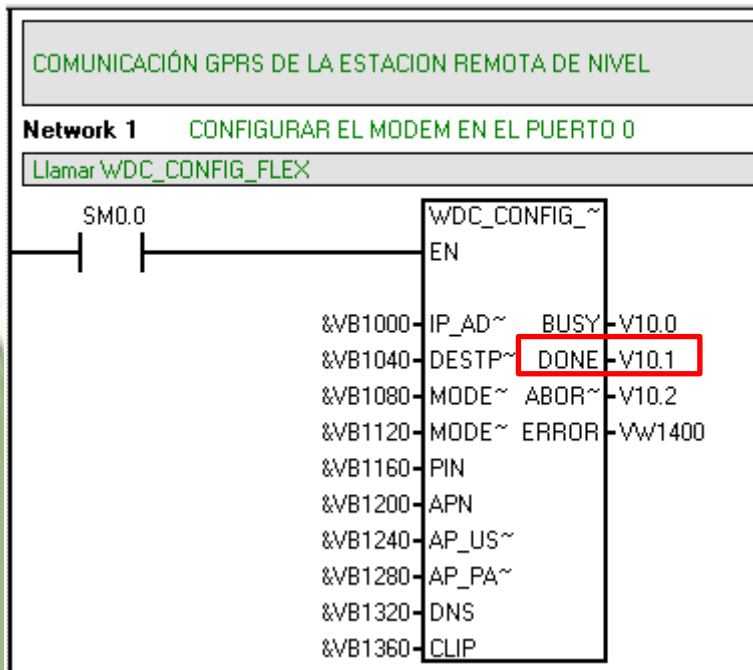 COMUNICACIÓN GPRS DE LA ESTACION REMOTA DE NIVEL
Network 1 CONFIGURAR EL MODEM EN EL PUERTO 0
Llamar WDC_CONFIG_FLEX
SM0.0
WDC_CONFIG_~
EN
&VB1000 IP_AD~ BUSY V10.0
&VB1040 DESTP~ DONE V10.1
&VB1080 MODE~ ABOR~ V10.2
&VB1120 MODE~ ERROR VW1400
&VB1160 PIN
&VB1200 APN
&VB1240 AP_US~
&VB1280 AP_PA~
&VB1320 DNS
&VB1360 CLIP